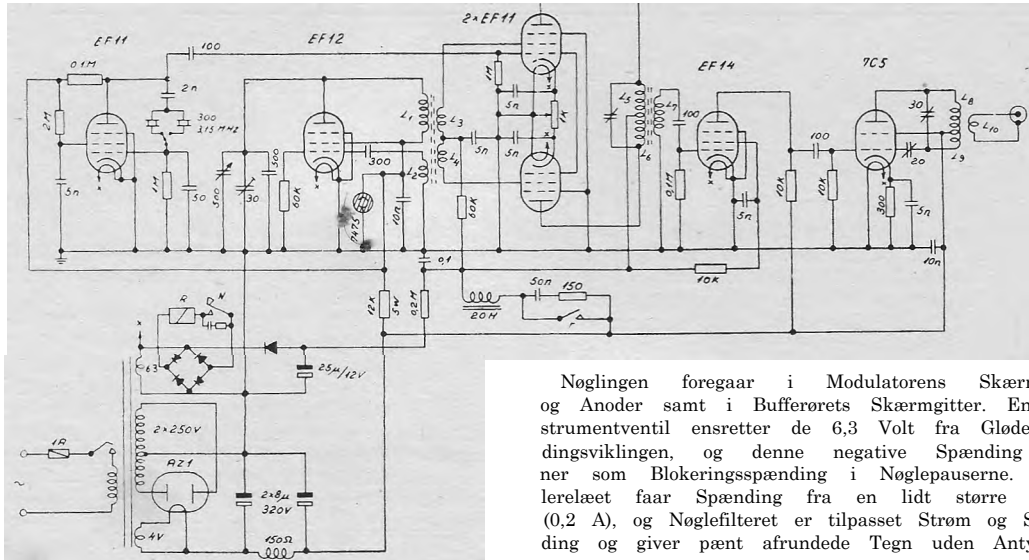 2×EF11
EF11
EF12
EF14
7C5
0.1M
100
2n
300
3.15 MHz
2M
1M
5n
50
500
30
500
60K
300
L1
L2
L3
L4
10n
5n
60K
1M
5n
5n
1K
L5
L6
L7
100
0.1M
5n
10K
100
10K
10K
30
20
L8
L9
L10
300
5n
10n
0,1
12K
5W
0,2M
20H
50n
150
r
R
N
6,3
25μ/12V
1A
2×250V
AZ1
4V
2×8μ
320V
150Ω
~
Nøglingen foregaar i Modulatorens Skærm
og Anoder samt i Bufferørets Skærmgitter. En
strumentventil ensretter de 6,3 Volt fra Gløde
dingsviklingen, og denne negative Spænding
ner som Blokeringsspænding i Nøglepauserne.
lerelæet faar Spænding fra en lidt større
(0,2 A), og Nøglefilteret er tilpasset Strøm og S
ding og giver pænt afrundede Tegn uden Anty